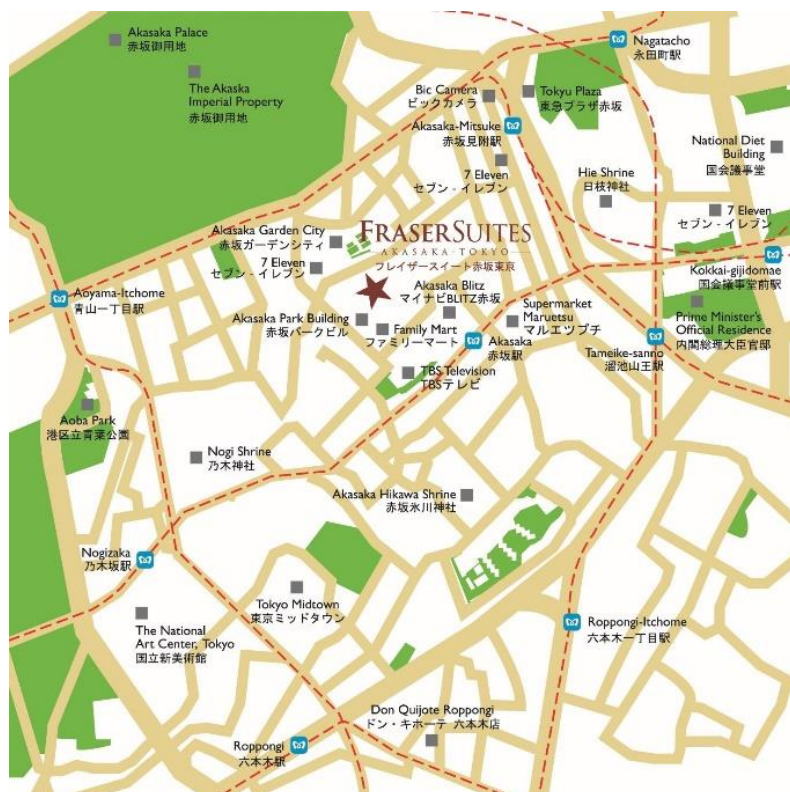 Akasaka Palace
赤坂御用地
The Akaska
Imperial Property
赤坂御用地
Nagatacho
永田町駅
Bic Camera
ビックカメラ
Tokyu Plaza
東急プラザ赤坂
Akasaka-Mitsuke
赤坂見附駅
National Diet
Building
国会議事堂
7 Eleven
セブン - イレブン
Hie Shrine
日枝神社
7 Eleven
セブン - イレブン
Akasaka Garden City
赤坂ガーデンシティ
FRASER SUITES
AKASAKA · TOKYO
フレイザースイート赤坂東京
7 Eleven
セブン - イレブン
Kokkai-gijidomae
国会議事堂前駅
Aoyama-Itchome
青山一丁目駅
Akasaka Blitz
マイナビBLITZ赤坂
Supermarket
Maruetsu
マルエツプチ
Akasaka Park Building
赤坂パークビル
Family Mart
ファミリーマート
Akasaka
赤坂駅
Prime Minister's
Official Residence
内閣総理大臣官邸
Tameike-sanno
溜池山王駅
TBS Television
TBSテレビ
Aoba Park
港区立青葉公園
Nogi Shrine
乃木神社
Akasaka Hikawa Shrine
赤坂氷川神社
Nogizaka
乃木坂駅
Tokyo Midtown
東京ミッドタウン
The National
Art Center, Tokyo
国立新美術館
Roppongi-Itchome
六本木一丁目駅
Don Quijote Roppongi
ドン・キホーテ 六本木店
Roppongi
六本木駅